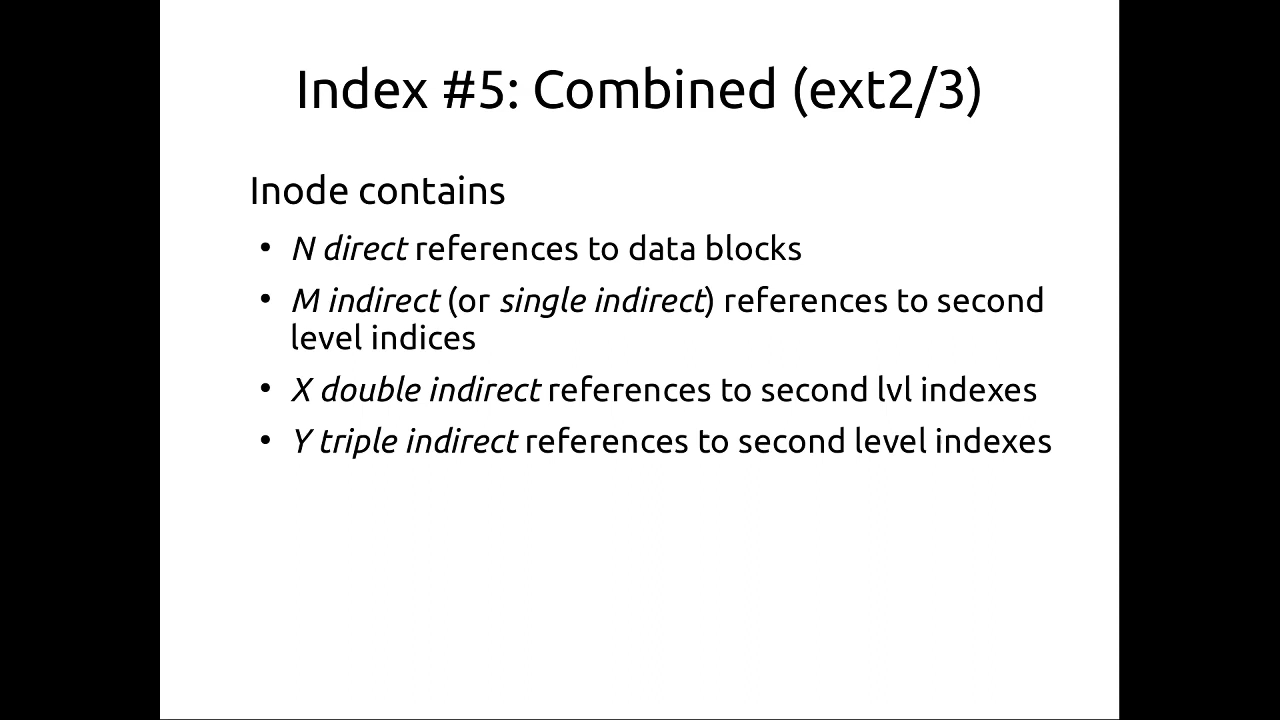 Index #5: Combined (ext2/3)
Inode contains
• N direct references to data blocks
• M indirect (or single indirect) references to second
level indices
• X double indirect references to second lvl indexes
• Y triple indirect references to second level indexes